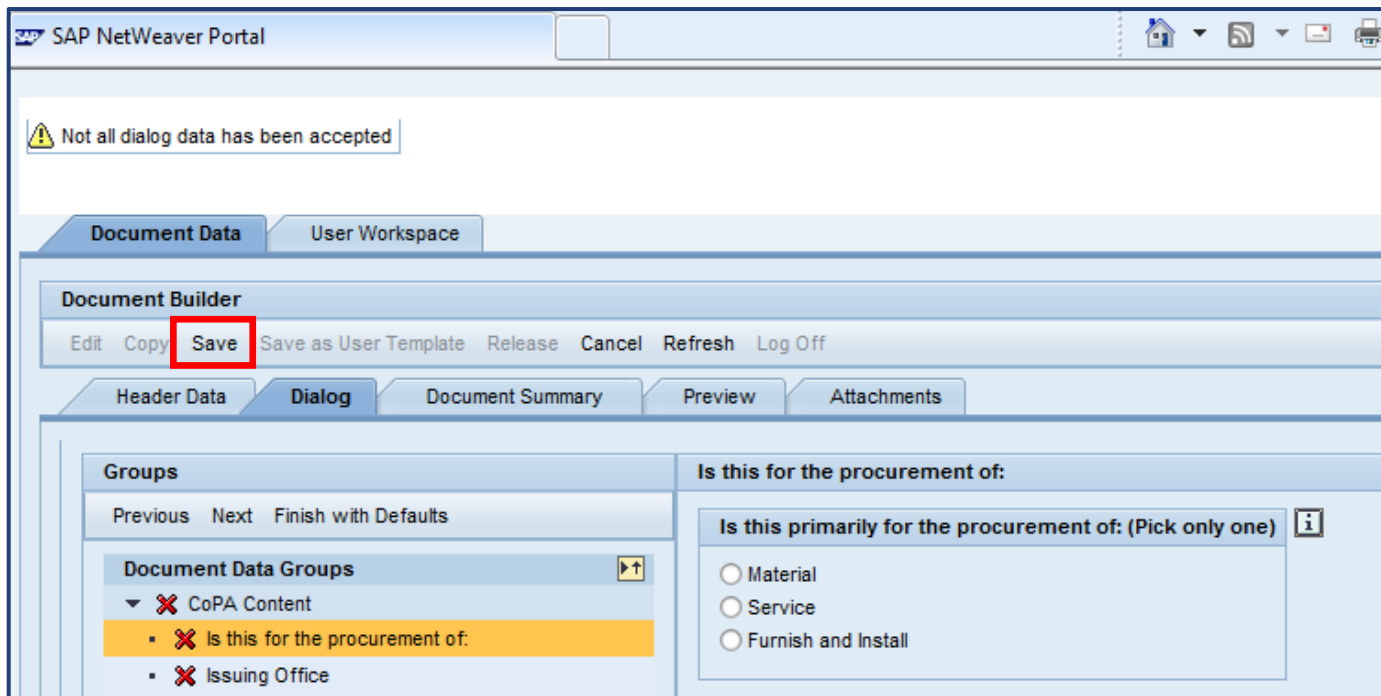 SAP NetWeaver Portal
Not all dialog data has been accepted
Document Data User Workspace
Document Builder
Edit Copy Save Save as User Template Release Cancel Refresh Log Off
Header Data Dialog Document Summary Preview Attachments
Groups
Is this for the procurement of:
Previous Next Finish with Defaults
Is this primarily for the procurement of: (Pick only one)
Document Data Groups
Material
CoPA Content
Service
Is this for the procurement of:
Furnish and Install
Issuing Office